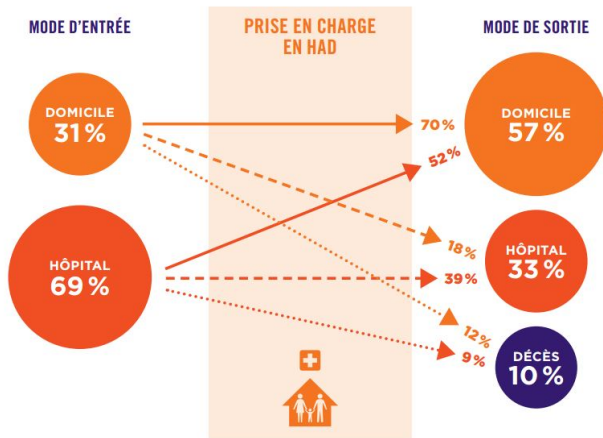 MODE D'ENTRÉE
PRISE EN CHARGE
EN HAD
MODE DE SORTIE
DOMICILE
31%
70%
DOMICILE
57%
52%
HÔPITAL
69%
18%
39%
HÔPITAL
33%
12%
9%
DÉCÈS
10%